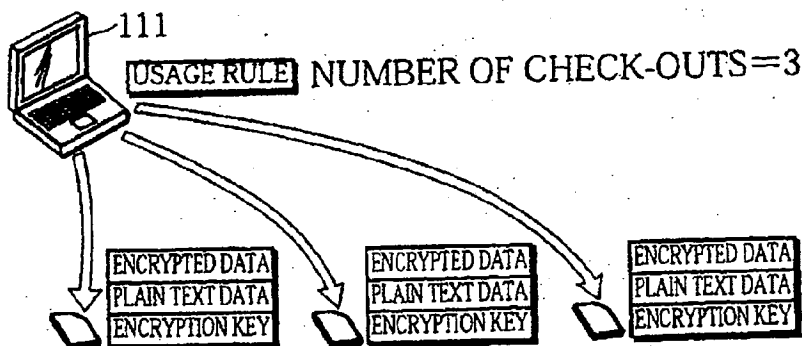 111
USAGE RULE NUMBER OF CHECK-OUTS=3
ENCRYPTED DATA
PLAIN TEXT DATA
ENCRYPTION KEY
ENCRYPTED DATA
PLAIN TEXT DATA
ENCRYPTION KEY
ENCRYPTED DATA
PLAIN TEXT DATA
ENCRYPTION KEY